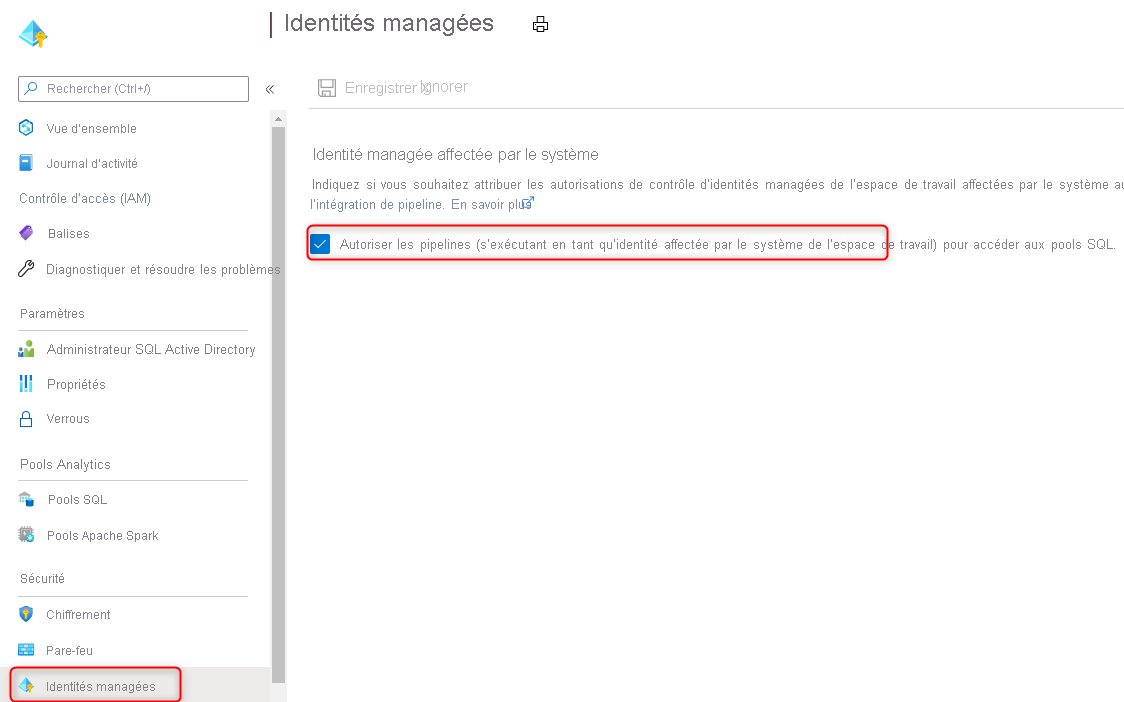 Identités managées
Rechercher (Ctrl+/)
«
Enregistrer
Ignorer
Vue d'ensemble
Journal d'activité
Contrôle d'accès (IAM)
Balises
Diagnostiquer et résoudre les problèmes
Paramètres
Administrateur SQL Active Directory
Propriétés
Verrous
Pools Analytics
Pools SQL
Pools Apache Spark
Sécurité
Chiffrement
Pare-feu
Identités managées
Identité managée affectée par le système
Indiquez si vous souhaitez attribuer les autorisations de contrôle d'identités managées de l'espace de travail affectées par le système
l'intégration de pipeline. En savoir plus
Autoriser les pipelines (s'exécutant en tant qu'identité affectée par le système de l'espace de travail) pour accéder aux pools SQL.